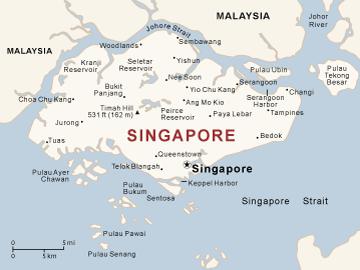 MALAYSIA
Johor
River
Johore Strait
Sembawang
Woodlands
MALAYSIA
Yishun
Kranji
Reservoir
Seletar
Reservoir
Pulau Ubin
Pulau
Tekong
Besar
Nee Soon
Serangoon
Bukit
Panjang
Yio Chu Kang
Changi
Serangoon
Harbor
Choa Chu Kang
Ang Mo Kio
Timah Hill
531 ft (162 m)
Peirce
Reservoir
Paya Lebar
Tampines
Jurong
SINGAPORE
Bedok
Tuas
Queenstown
Telok Blangah
Singapore
Pulau Ayer
Chawan
Keppel Harbor
Pulau
Bukum
Sentosa
Singapore Strait
Pulau Pawai
0 5 mi
0 5 km
Pulau Senang